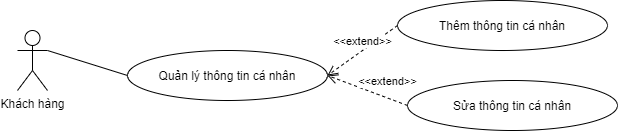 Thêm thông tin cá nhân
<<extend>>
Quản lý thông tin cá nhân
<<extend>>
Khách hàng
Sửa thông tin cá nhân